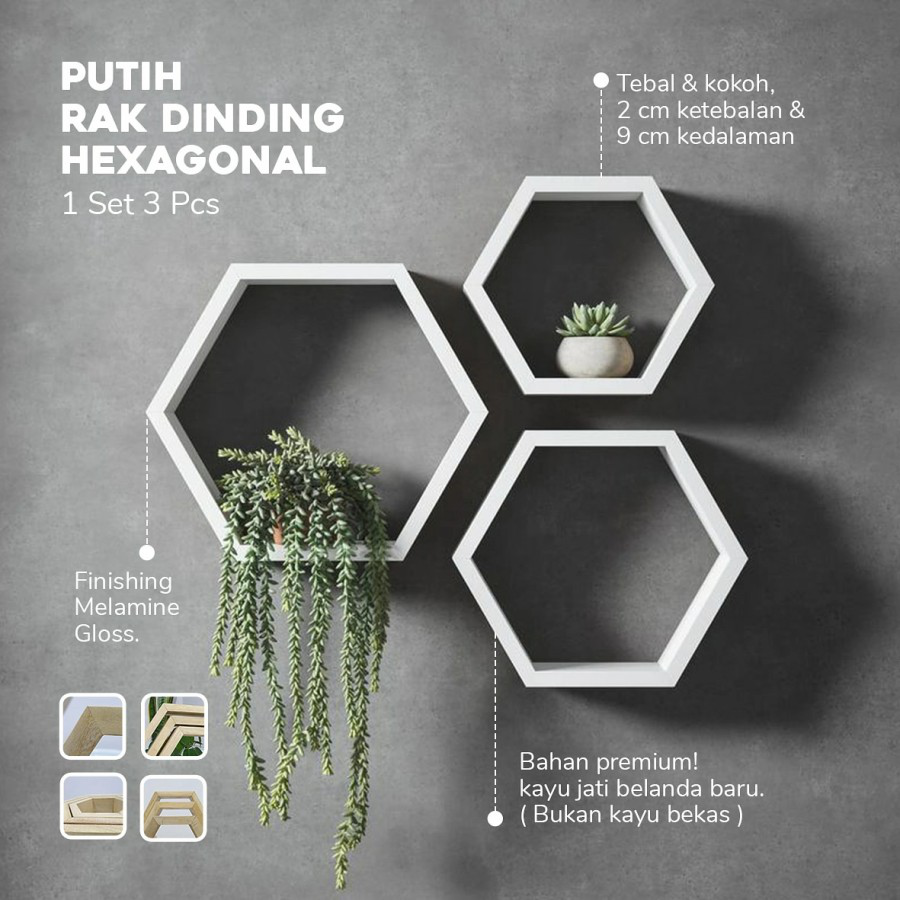 PUTIH
RAK DINDING
HEXAGONAL
1 Set 3 Pcs
Tebal & kokoh,
2 cm ketebalan &
9 cm kedalaman
Finishing
Melamine
Gloss.
Bahan premium!
kayu jati belanda baru.
( Bukan kayu bekas )